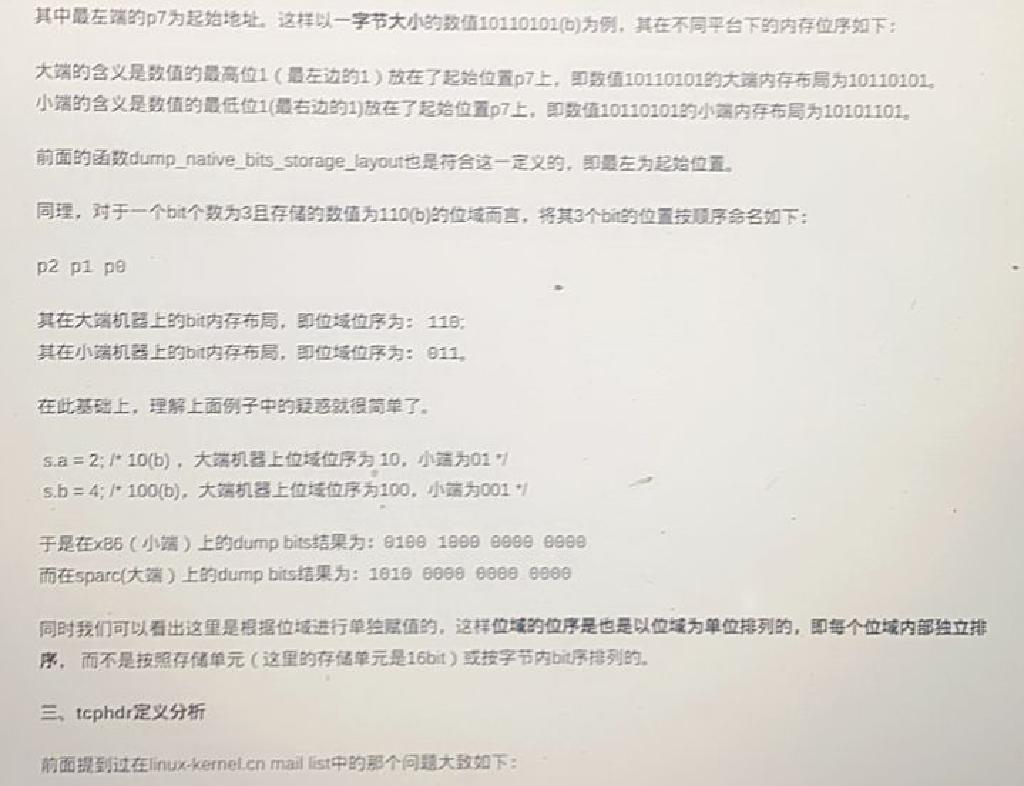 其中最左端的p7为起始地址。这样以一字节大小的数值10110101(b)为例，其在不同平台下的内存位序如下：
大端的含义是数值的最高位1（最左边的1）放在了起始位置p7上，即数值10110101的大端内存布局为10110101。
小端的含义是数值的最低位1(最右边的1)放在了起始位置p7上，即数值10110101的小端内存布局为10101101。
前面的函数dump_native_bits_storage_layout也是符合这一定义的，即最左为起始位置。
同理，对于一个bit个数为3且存储的数值为110(b)的位域而言，将其3个bit的位置按顺序命名如下：
p2 p1 p0
其在大端机器上的bit内存布局，即位域位序为： 110;
其在小端机器上的bit内存布局，即位域位序为： 011。
在此基础上，理解上面例子中的疑惑就很简单了。
s.a = 2; /* 10(b) ，大端机器上位域位序为 10，小端为01 */
s.b = 4; /* 100(b)，大端机器上位域位序为100，小端为001 */
于是在x86（小端）上的dump bits结果为：0100 1000 0000 0000
而在sparc(大端）上的dump bits结果为：1010 0000 0000 0000
同时我们可以看出这里是根据位域进行单独赋值的，这样位域的位序是也是以位域为单位排列的，即每个位域内部独立排
序， 而不是按照存储单元（这里的存储单元是16bit）或按字节内bit序排列的。
三、tcphdr定义分析
前面提到过在linux-kernel.cn mail list中的那个问题大致如下：